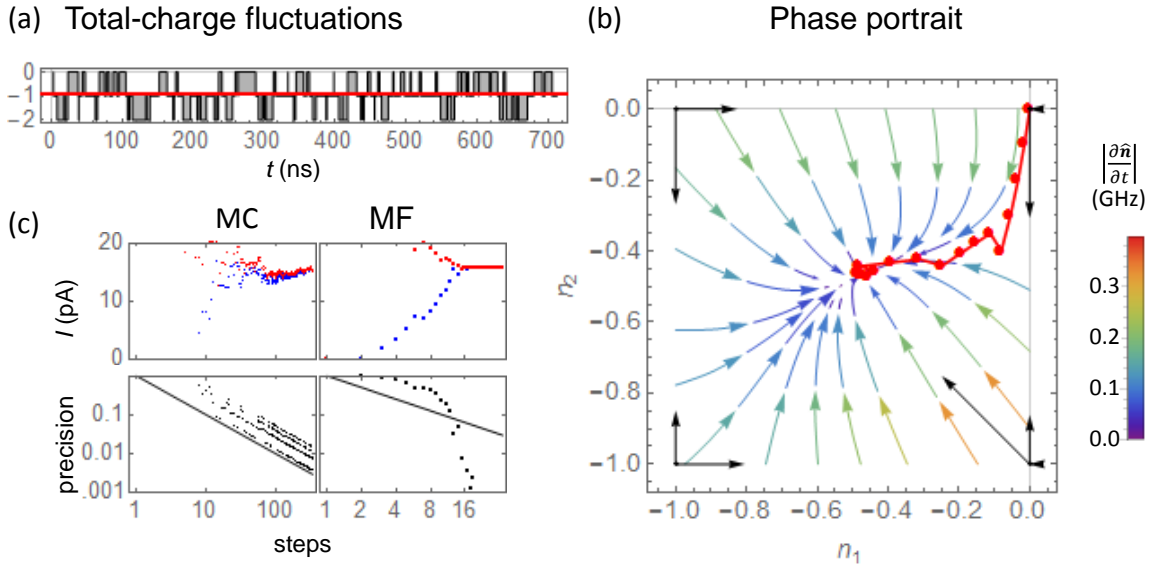 (a) Total-charge fluctuations
0
−1
−2
0 100 200 300 400 500 600 700
t (ns)
(b) Phase portrait
0.0
−0.2
−0.4
−0.6
−0.8
−1.0
n2
−1.0 −0.8 −0.6 −0.4 −0.2 0.0
n1
|∂n̂/∂t|
(GHz)
0.3
0.2
0.1
0.0
(c) MC MF
20
10
0
I (pA)
0.1
0.01
.001
precision
1 10 100 1 2 4 8 16
steps